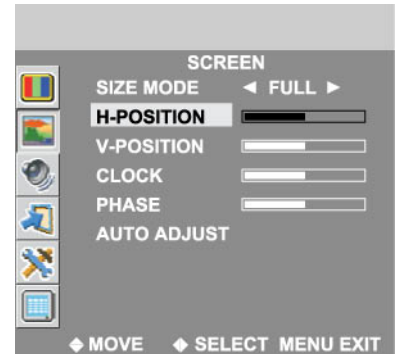 SCREEN
SIZE MODE ◄ FULL ►
H-POSITION
V-POSITION
CLOCK
PHASE
AUTO ADJUST
MOVE SELECT MENU EXIT